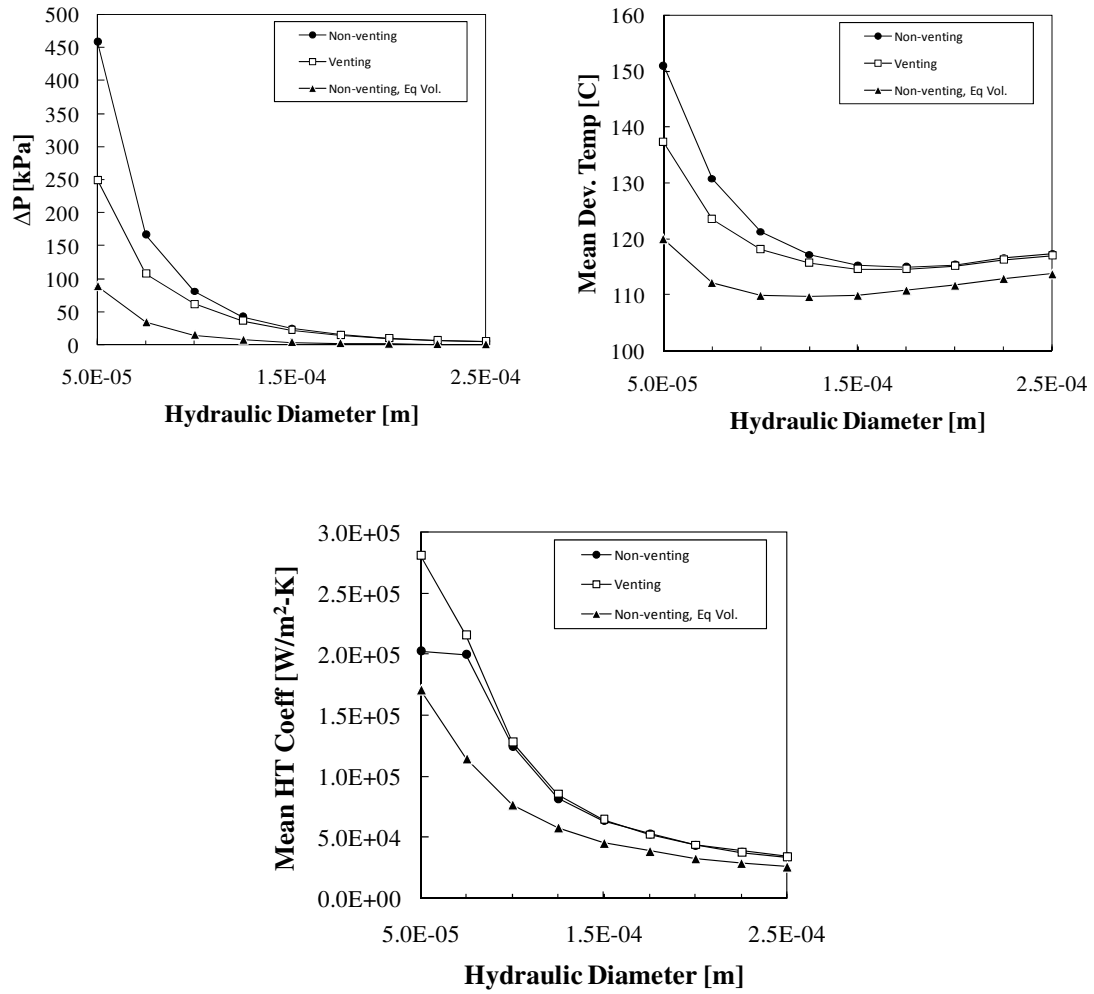 500
450
400
350
300
250
200
150
100
50
0
ΔP [kPa]
Non-venting
Venting
Non-venting, Eq Vol.
5.0E-05 1.5E-04 2.5E-04
Hydraulic Diameter [m]
160
150
140
130
120
110
100
Mean Dev. Temp [C]
Non-venting
Venting
Non-venting, Eq Vol.
5.0E-05 1.5E-04 2.5E-04
Hydraulic Diameter [m]
3.0E+05
2.5E+05
2.0E+05
1.5E+05
1.0E+05
5.0E+04
0.0E+00
Mean HT Coeff [W/m²-K]
Non-venting
Venting
Non-venting, Eq Vol.
5.0E-05 1.5E-04 2.5E-04
Hydraulic Diameter [m]